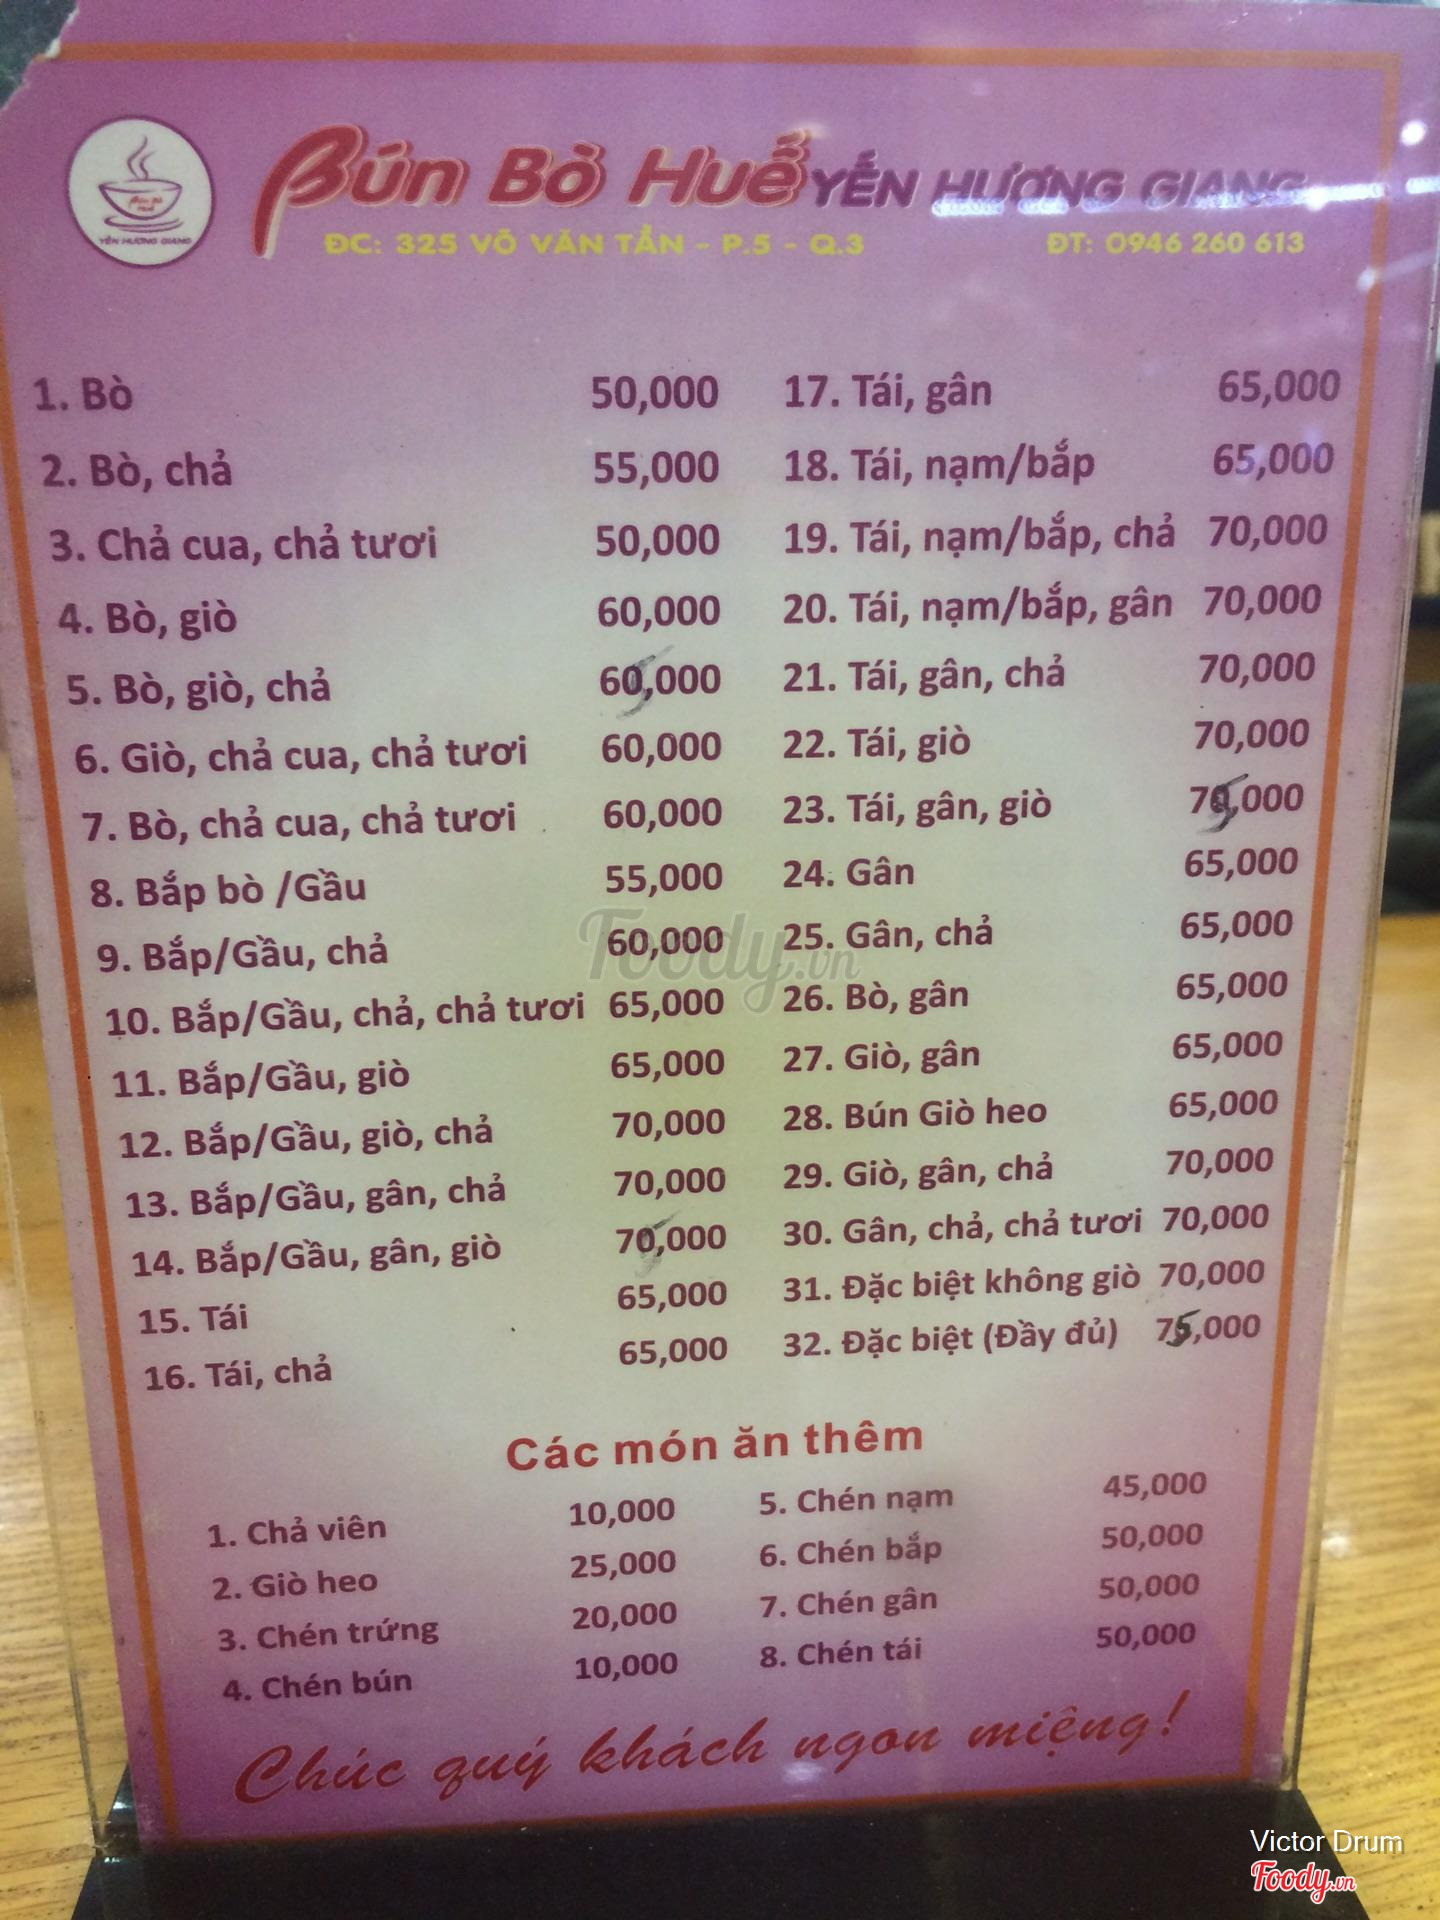 Bún Bò Huế YẾN HƯƠNG GIANG
Bún Bò
Huế
YẾN HƯƠNG GIANG
ĐC: 325 VÕ VĂN TẦN - P.5 - Q.3 ĐT: 0946 260 613
1. Bò 50,000
2. Bò, chả 55,000
3. Chả cua, chả tươi 50,000
4. Bò, giò 60,000
5. Bò, giò, chả 65,000
6. Giò, chả cua, chả tươi 60,000
7. Bò, chả cua, chả tươi 60,000
8. Bắp bò /Gầu 55,000
9. Bắp/Gầu, chả 60,000
10. Bắp/Gầu, chả, chả tươi 65,000
11. Bắp/Gầu, giò 65,000
12. Bắp/Gầu, giò, chả 70,000
13. Bắp/Gầu, gân, chả 70,000
14. Bắp/Gầu, gân, giò 75,000
15. Tái 65,000
16. Tái, chả 65,000
17. Tái, gân 65,000
18. Tái, nạm/bắp 65,000
19. Tái, nạm/bắp, chả 70,000
20. Tái, nạm/bắp, gân 70,000
21. Tái, gân, chả 70,000
22. Tái, giò 70,000
23. Tái, gân, giò 75,000
24. Gân 65,000
25. Gân, chả 65,000
26. Bò, gân 65,000
27. Giò, gân 65,000
28. Bún Giò heo 65,000
29. Giò, gân, chả 70,000
30. Gân, chả, chả tươi 70,000
31. Đặc biệt không giò 70,000
32. Đặc biệt (Đầy đủ) 75,000
Các món ăn thêm
1. Chả viên 10,000
2. Giò heo 25,000
3. Chén trứng 20,000
4. Chén bún 10,000
5. Chén nạm 45,000
6. Chén bắp 50,000
7. Chén gân 50,000
8. Chén tái 50,000
Chúc quý khách ngon miệng!
Foody.vn
Victor Drum
Foody.vn